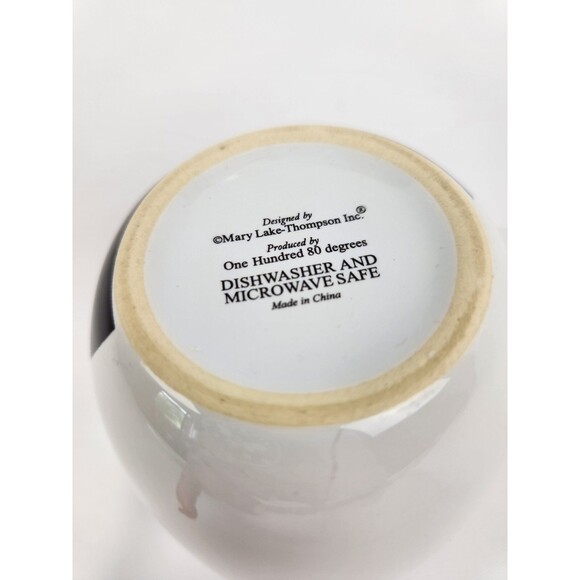 Designed by
©Mary Lake-Thompson Inc.®
Produced by
One Hundred 80 degrees
DISHWASHER AND
MICROWAVE SAFE
Made in China